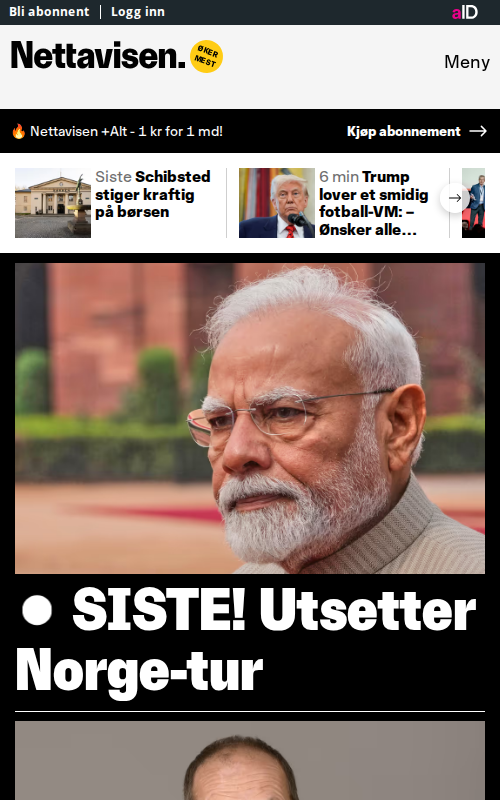 Bli abonnent
Logg inn
aID
Nettavisen.
ØKER
MEST
Meny
🔥 Nettavisen +Alt - 1 kr for 1 md!
Kjøp abonnement →
Siste Schibsted
stiger kraftig
på børsen
6 min Trump
lover et smidig
fotball-VM: –
Ønsker alle...
SISTE! Utsetter
Norge-tur